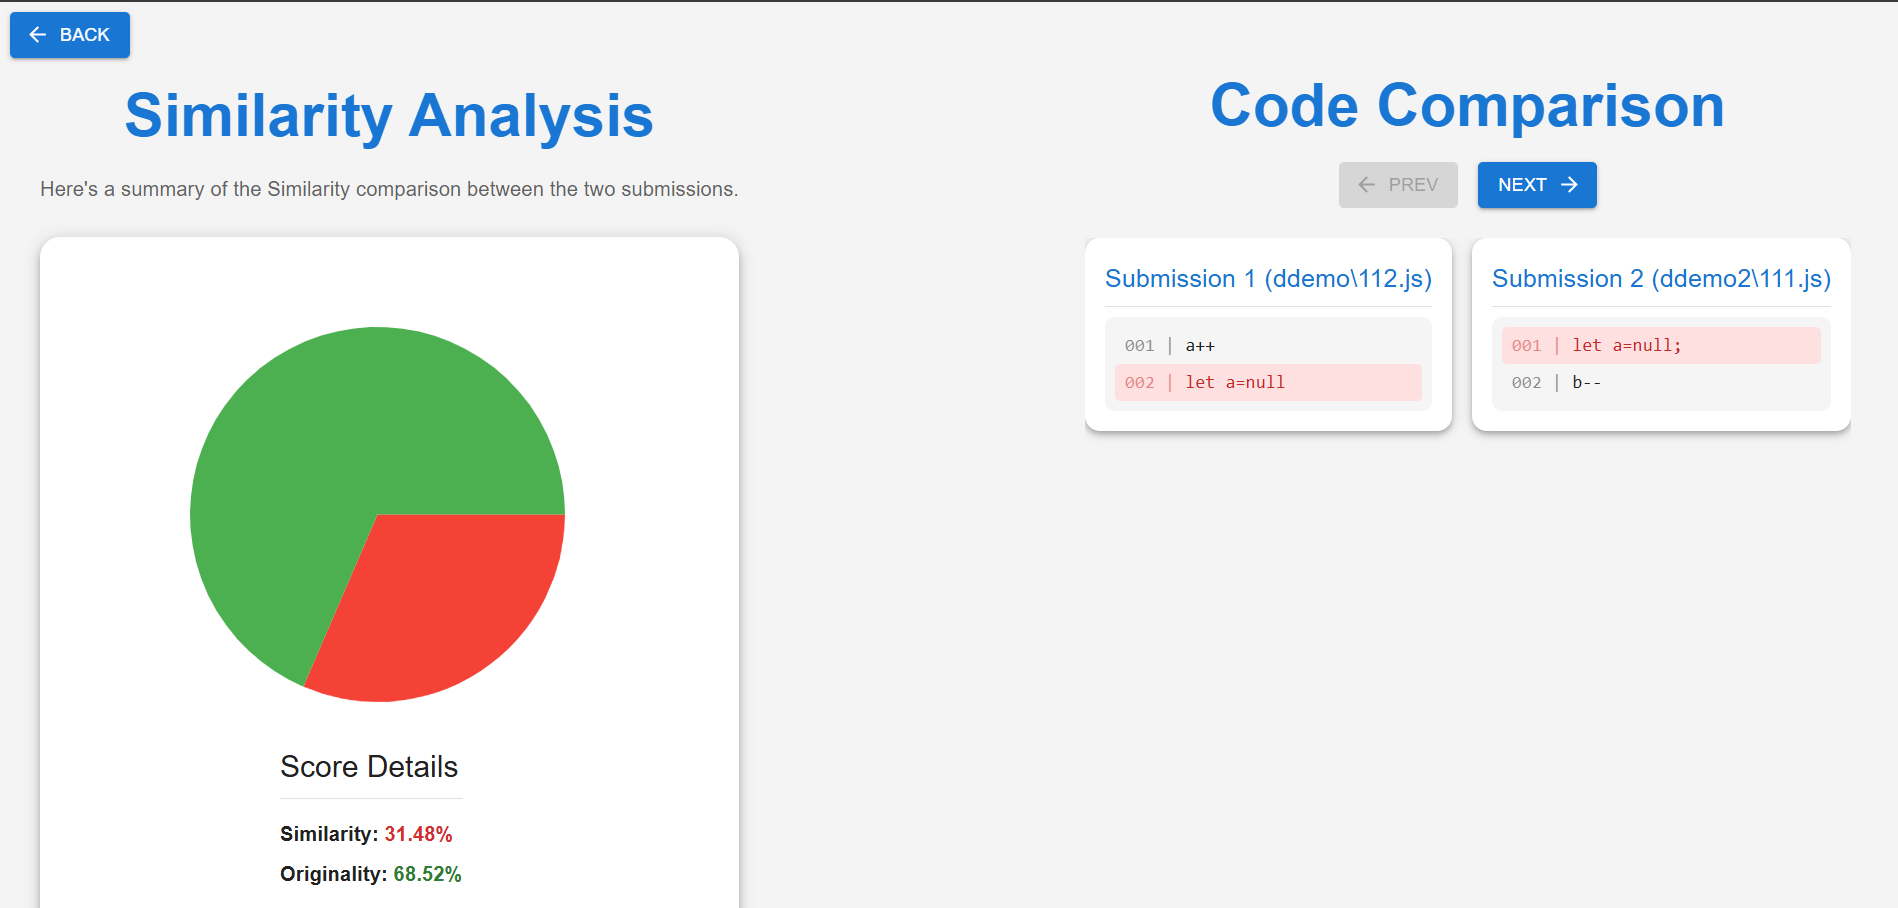 BACK
Similarity Analysis
Here's a summary of the Similarity comparison between the two submissions.
Score Details
Similarity: 31.48%
Originality: 68.52%
Code Comparison
PREV
NEXT
Submission 1 (ddemo\112.js)
001 | a++
002 | let a=null
Submission 2 (ddemo2\111.js)
001 | let a=null;
002 | b--